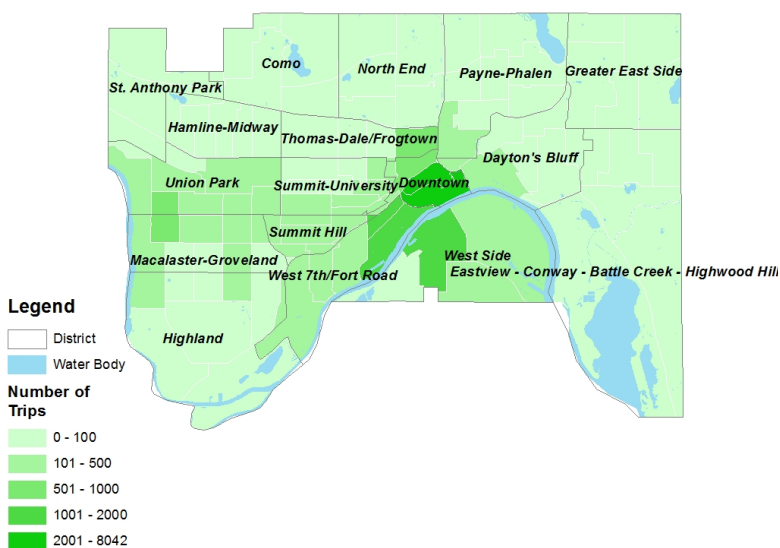 Como
North End
Payne-Phalen
Greater East Side
St. Anthony Park
Hamline-Midway
Thomas-Dale/Frogtown
Dayton's Bluff
Union Park
Summit-University
Downtown
Summit Hill
West Side
Macalaster-Groveland
West 7th/Fort Road
Eastview - Conway - Battle Creek - Highwood Hill
Highland
Legend
District
Water Body
Number of
Trips
0 - 100
101 - 500
501 - 1000
1001 - 2000
2001 - 8042